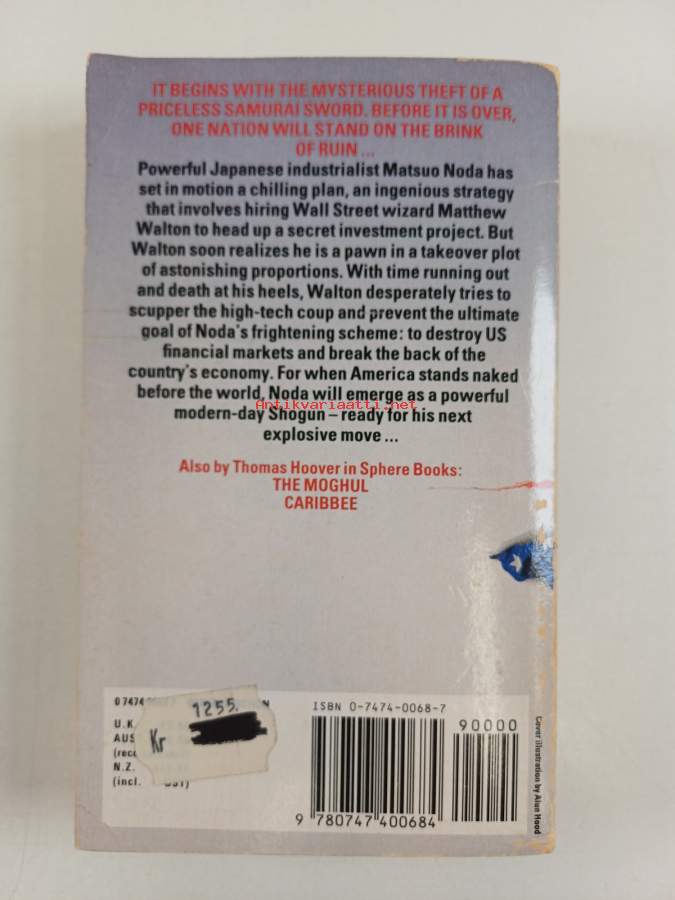 IT BEGINS WITH THE MYSTERIOUS THEFT OF A
PRICELESS SAMURAI SWORD. BEFORE IT IS OVER,
ONE NATION WILL STAND ON THE BRINK
OF RUIN ...
Powerful Japanese industrialist Matsuo Noda has
set in motion a chilling plan, an ingenious strategy
that involves hiring Wall Street wizard Matthew
Walton to head up a secret investment project. But
Walton soon realizes he is a pawn in a takeover plot
of astonishing proportions. With time running out
and death at his heels, Walton desperately tries to
scupper the high-tech coup and prevent the ultimate
goal of Noda's frightening scheme: to destroy US
financial markets and break the back of the
country's economy. For when America stands naked
before the world, Noda will emerge as a powerful
Antikvariaatti.net
modern-day Shogun – ready for his next
explosive move ...
Also by Thomas Hoover in Sphere Books:
THE MOGHUL
CARIBBEE
0 7474
1255.
Kr
U.K.
AUS
N.Z.
(incl.
ISBN 0-7474-0068-7
90000
9 780747 400684
Cover illustration by Alan Hood